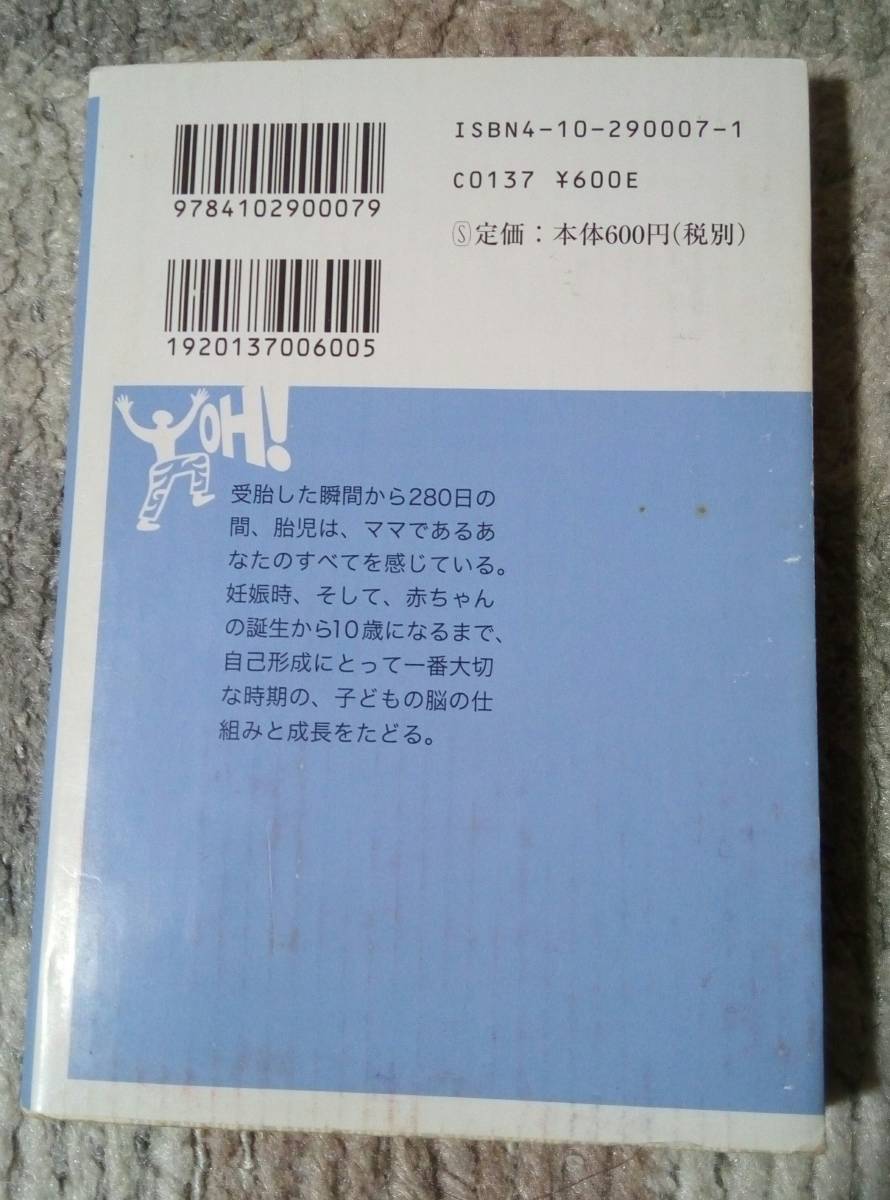 ISBN4-10-290007-1
C0137 ¥600E
Ⓢ定価：本体600円(税別)
9784102900079
1920137006005
OH!
受胎した瞬間から280日の
間、胎児は、ママであるあ
なたのすべてを感じている。
妊娠時、そして、赤ちゃん
の誕生から10歳になるまで、
自己形成にとって一番大切
な時期の、子どもの脳の仕
組みと成長をたどる。